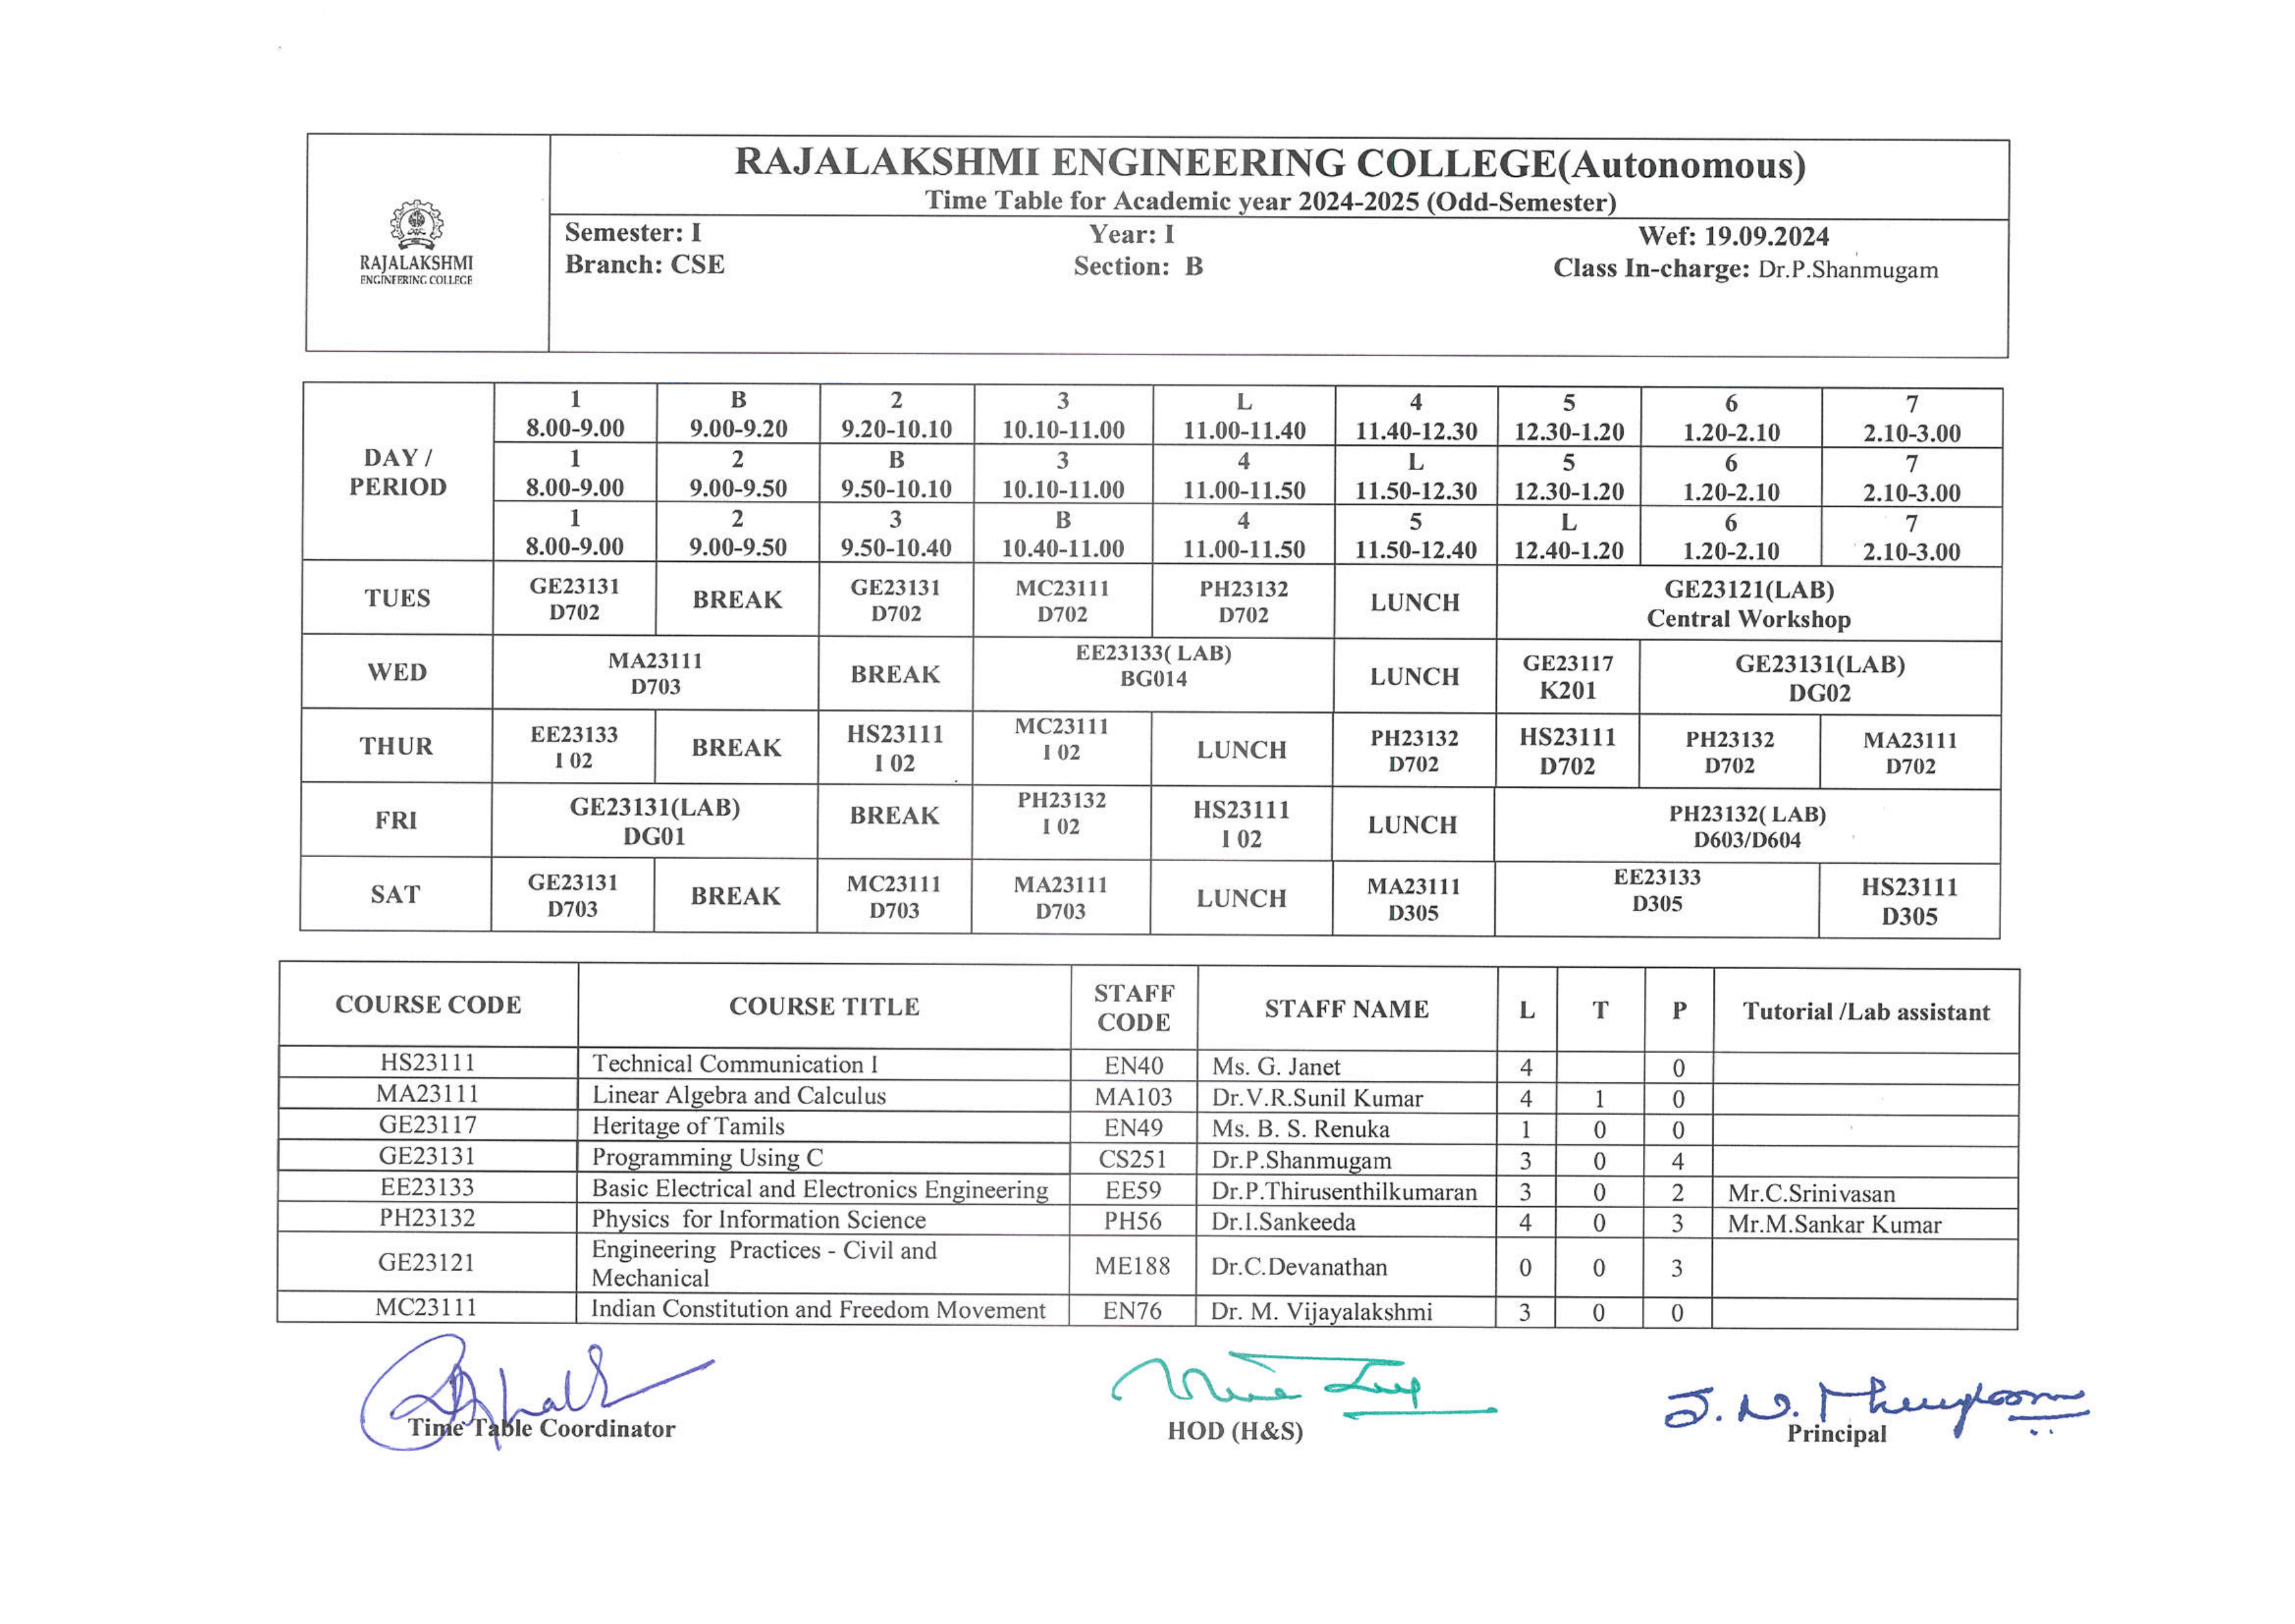 RAJALAKSHMI
ENGINEERING COLLEGE
RAJALAKSHMI ENGINEERING COLLEGE(Autonomous)
Time Table for Academic year 2024-2025 (Odd-Semester)
Semester: I Year: I Wef: 19.09.2024
Branch: CSE Section: B Class In-charge: Dr.P.Shanmugam
DAY / PERIOD
1 B 2 3 L 4 5 6 7
8.00-9.00 9.00-9.20 9.20-10.10 10.10-11.00 11.00-11.40 11.40-12.30 12.30-1.20 1.20-2.10 2.10-3.00
1 2 B 3 4 L 5 6 7
8.00-9.00 9.00-9.50 9.50-10.10 10.10-11.00 11.00-11.50 11.50-12.30 12.30-1.20 1.20-2.10 2.10-3.00
1 2 3 B 4 5 L 6 7
8.00-9.00 9.00-9.50 9.50-10.40 10.40-11.00 11.00-11.50 11.50-12.40 12.40-1.20 1.20-2.10 2.10-3.00
TUES GE23131 D702 BREAK GE23131 D702 MC23111 D702 PH23132 D702 LUNCH GE23121(LAB) Central Workshop
WED MA23111 D703 BREAK EE23133( LAB) BG014 LUNCH GE23117 K201 GE23131(LAB) DG02
THUR EE23133 I 02 BREAK HS23111 I 02 MC23111 I 02 LUNCH PH23132 D702 HS23111 D702 PH23132 D702 MA23111 D702
FRI GE23131(LAB) DG01 BREAK PH23132 I 02 HS23111 I 02 LUNCH PH23132( LAB) D603/D604
SAT GE23131 D703 BREAK MC23111 D703 MA23111 D703 LUNCH MA23111 D305 EE23133 D305 HS23111 D305
COURSE CODE COURSE TITLE STAFF CODE STAFF NAME L T P Tutorial /Lab assistant
HS23111 Technical Communication I EN40 Ms. G. Janet 4 0
MA23111 Linear Algebra and Calculus MA103 Dr.V.R.Sunil Kumar 4 1 0
GE23117 Heritage of Tamils EN49 Ms. B. S. Renuka 1 0 0
GE23131 Programming Using C CS251 Dr.P.Shanmugam 3 0 4
EE23133 Basic Electrical and Electronics Engineering EE59 Dr.P.Thirusenthilkumaran 3 0 2 Mr.C.Srinivasan
PH23132 Physics for Information Science PH56 Dr.I.Sankeeda 4 0 3 Mr.M.Sankar Kumar
GE23121 Engineering Practices - Civil and Mechanical ME188 Dr.C.Devanathan 0 0 3
MC23111 Indian Constitution and Freedom Movement EN76 Dr. M. Vijayalakshmi 3 0 0
Time Table Coordinator HOD (H&S) Principal